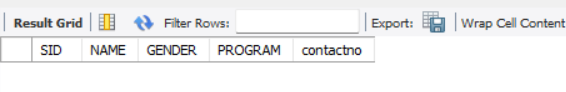 Result Grid Filter Rows: Export: Wrap Cell Content
SID NAME GENDER PROGRAM contactno